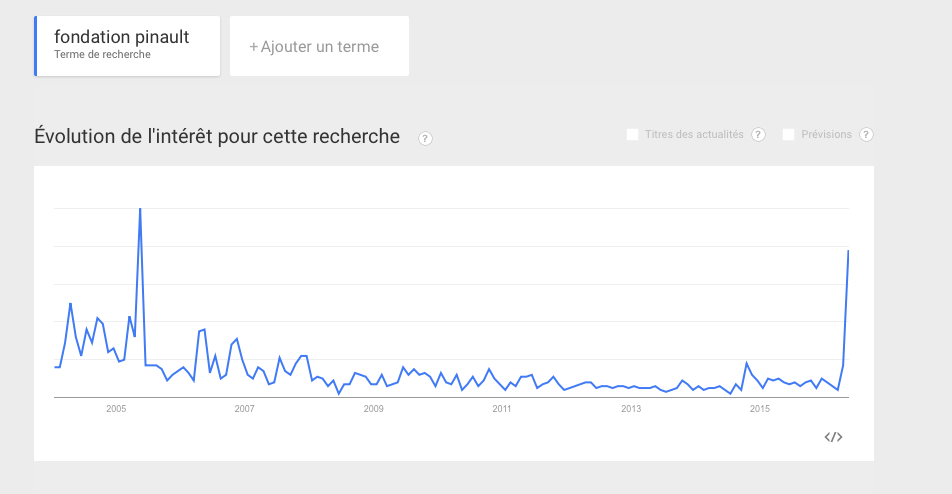 fondation pinault
Terme de recherche
+ Ajouter un terme
Évolution de l'intérêt pour cette recherche ?
Titres des actualités ? Prévisions ?
2005 2007 2009 2011 2013 2015
</>